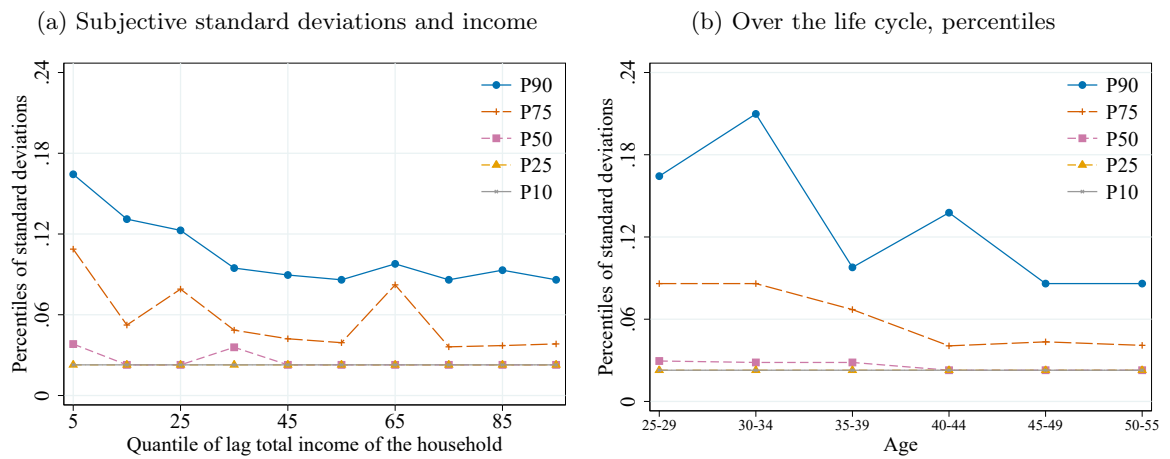 (a) Subjective standard deviations and income
Percentiles of standard deviations
.24
.18
.12
.06
0
P90
P75
P50
P25
P10
5
25
45
65
85
Quantile of lag total income of the household
(b) Over the life cycle, percentiles
Percentiles of standard deviations
.24
.18
.12
.06
0
P90
P75
P50
P25
P10
25-29
30-34
35-39
40-44
45-49
50-55
Age